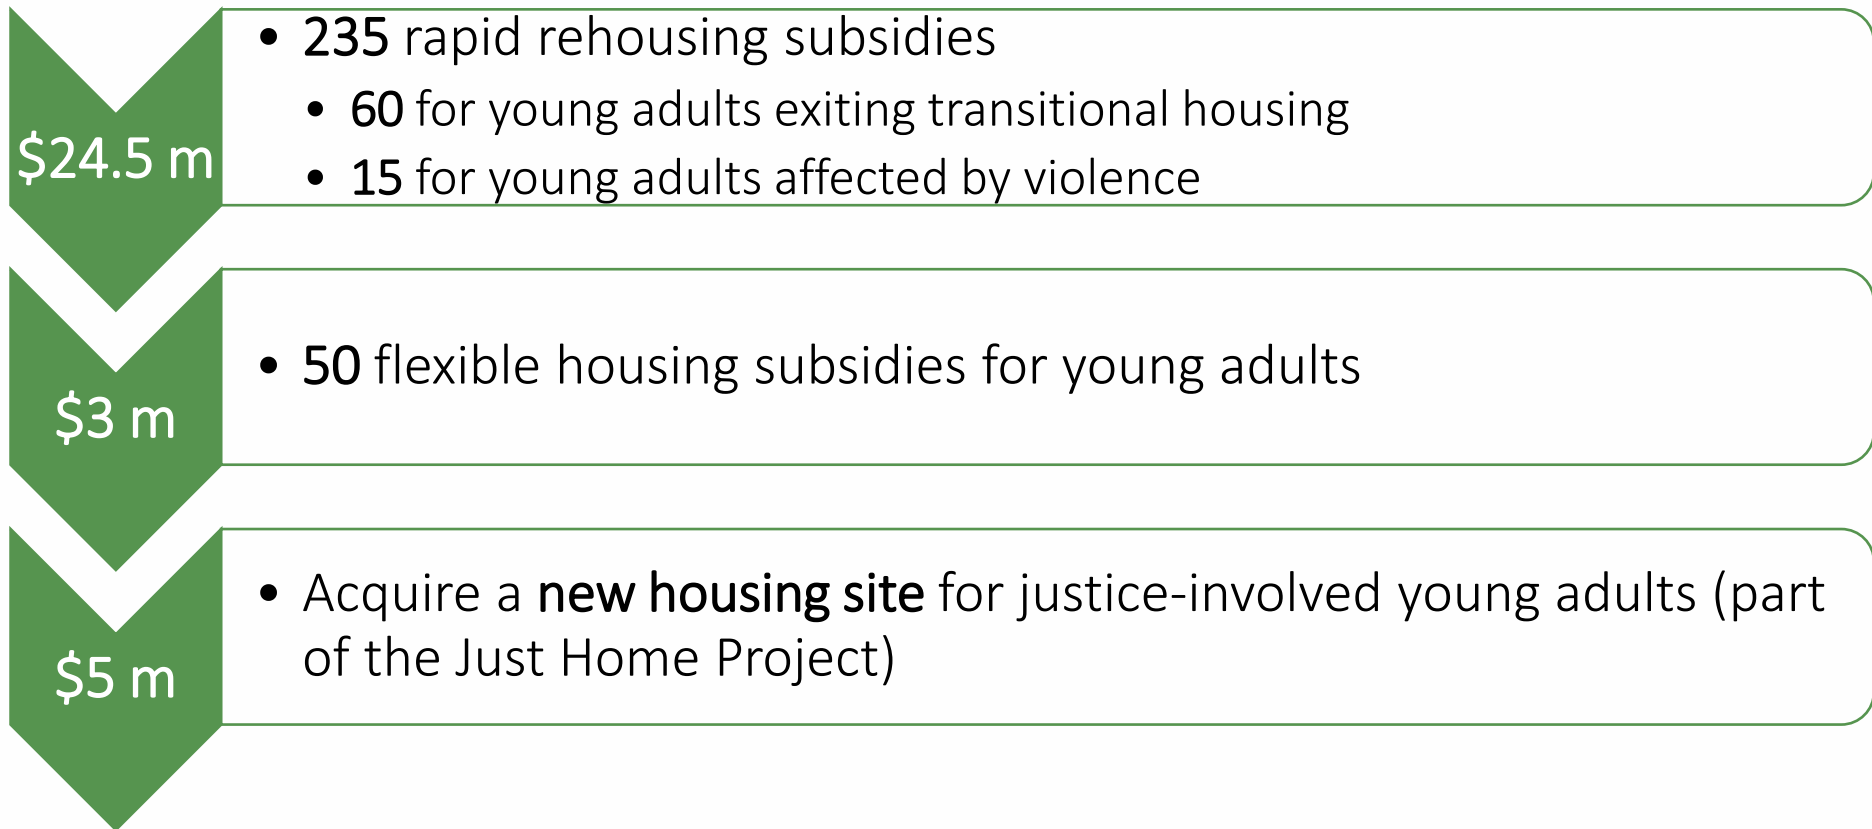 $24.5 m
• 235 rapid rehousing subsidies
• 60 for young adults exiting transitional housing
• 15 for young adults affected by violence
$3 m
• 50 flexible housing subsidies for young adults
$5 m
• Acquire a new housing site for justice-involved young adults (part
of the Just Home Project)